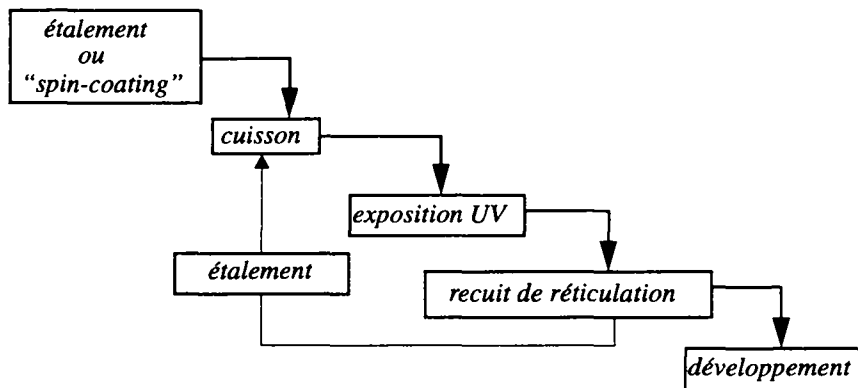 étalement
ou
“spin-coating”
cuisson
exposition UV
étalement
recuit de réticulation
développement